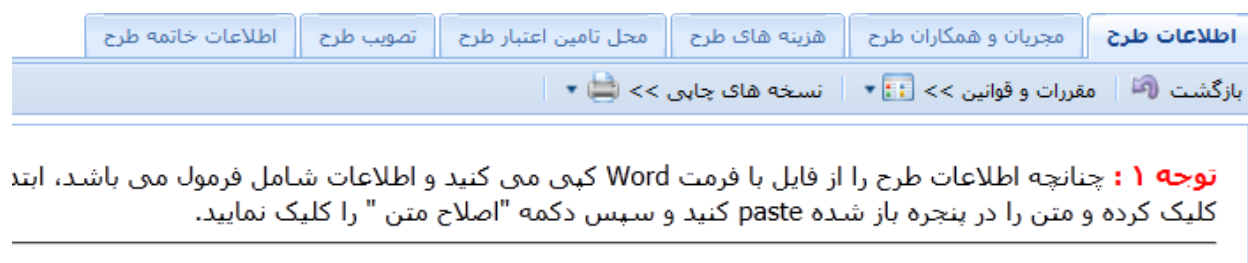 اطلاعات طرح مجریان و همکاران طرح هزینه های طرح محل تامین اعتبار طرح تصویب طرح اطلاعات خاتمه طرح
بازگشت مقررات و قوانین >> نسخه های چاپی >>
توجه ۱ : چنانچه اطلاعات طرح را از فایل با فرمت Word کپی می کنید و اطلاعات شامل فرمول می باشد، ابتد
کلیک کرده و متن را در پنجره باز شده paste کنید و سپس دکمه "اصلاح متن " را کلیک نمایید.